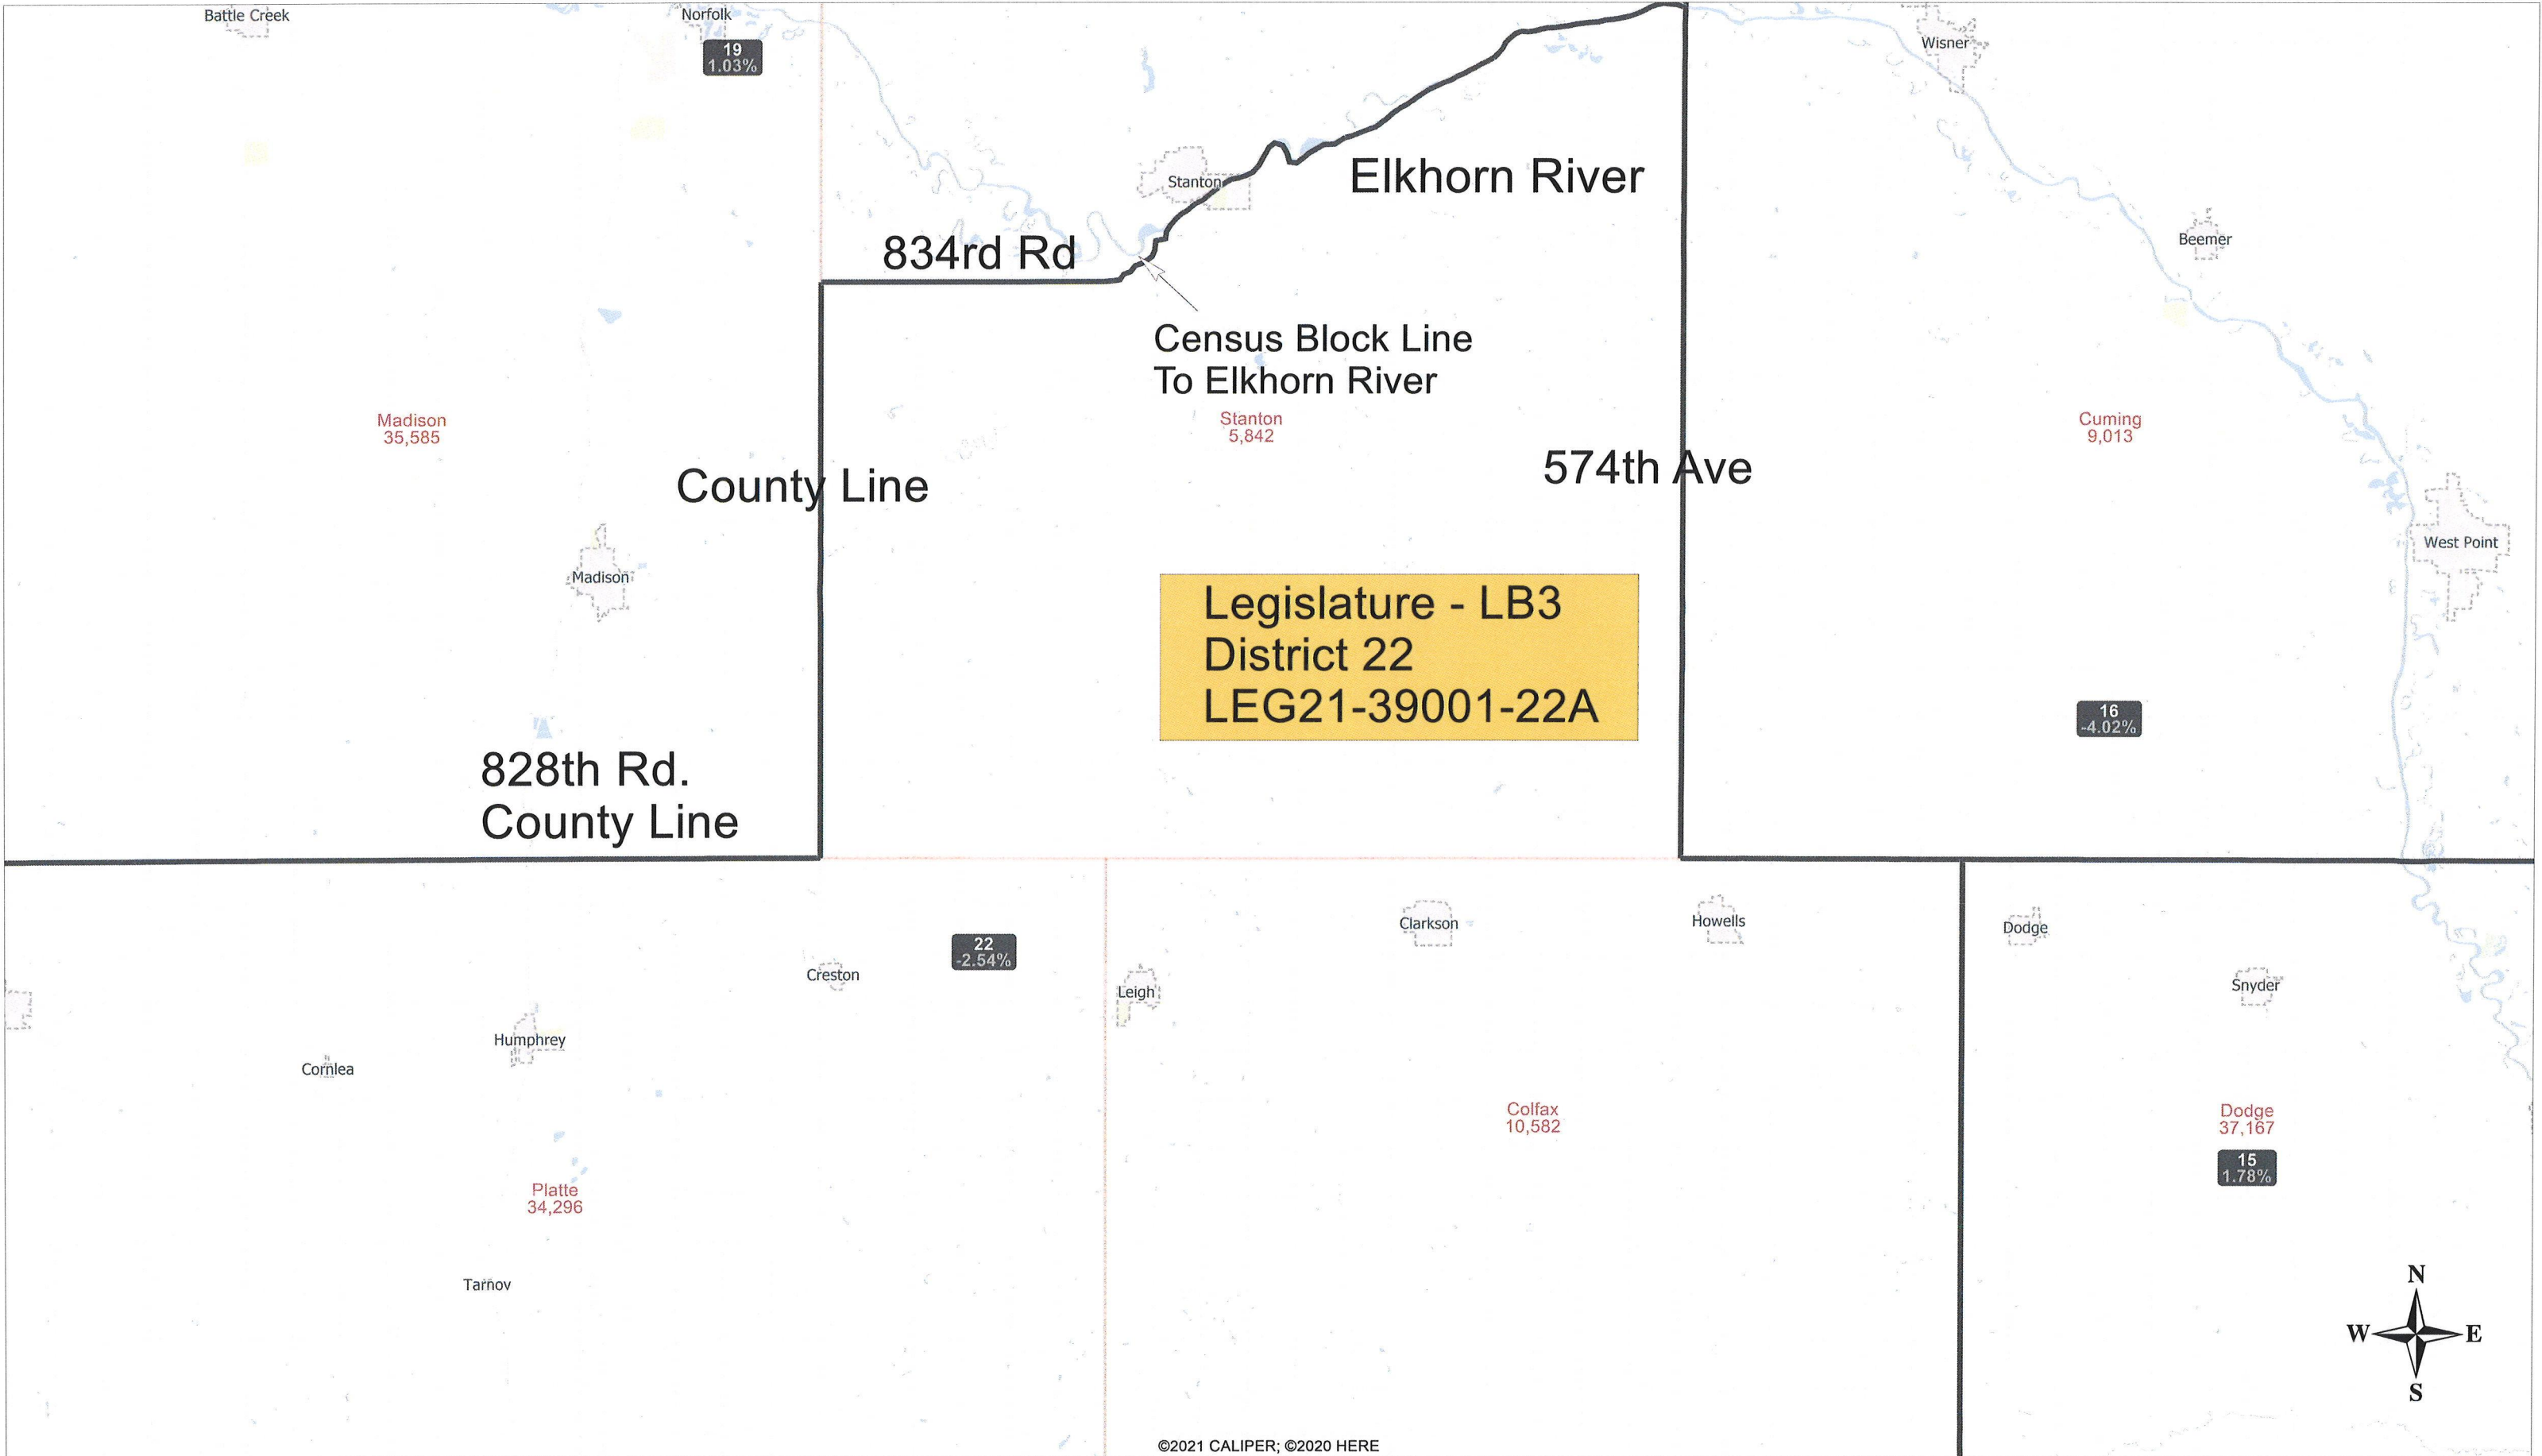 Battle Creek
Norfolk
19
1.03%
Wisner
Stanton
Elkhorn River
834rd Rd
Beemer
Census Block Line
To Elkhorn River
Madison
35,585
Stanton
5,842
Cuming
9,013
County Line
574th Ave
West Point
Madison
Legislature - LB3
District 22
LEG21-39001-22A
16
-4.02%
828th Rd.
County Line
Clarkson
Howells
Dodge
22
-2.54%
Creston
Leigh
Snyder
Humphrey
Cornlea
Colfax
10,582
Dodge
37,167
15
1.78%
Platte
34,296
Tarnov
N
W
E
S
©2021 CALIPER; ©2020 HERE